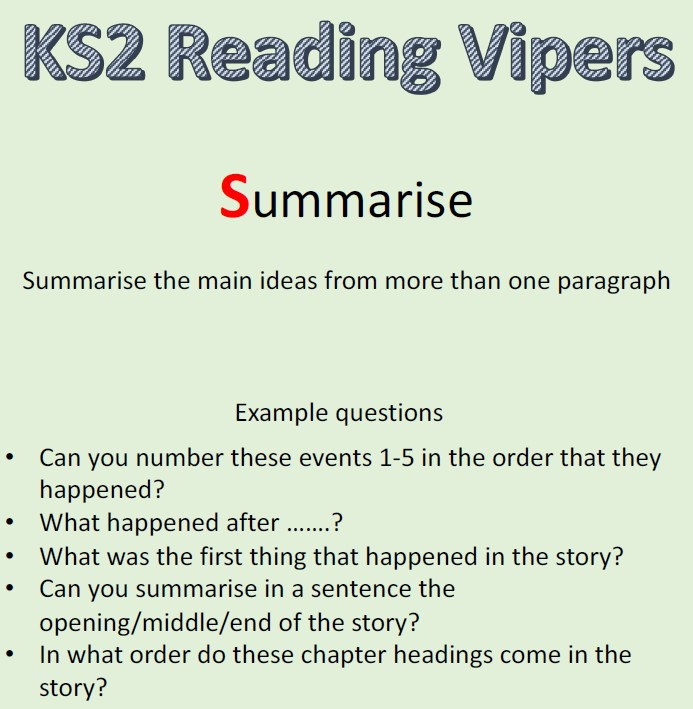 KS2 Reading Vipers
Summarise
Summarise the main ideas from more than one paragraph
Example questions
• Can you number these events 1-5 in the order that they
happened?
• What happened after …....?
• What was the first thing that happened in the story?
• Can you summarise in a sentence the
opening/middle/end of the story?
• In what order do these chapter headings come in the
story?